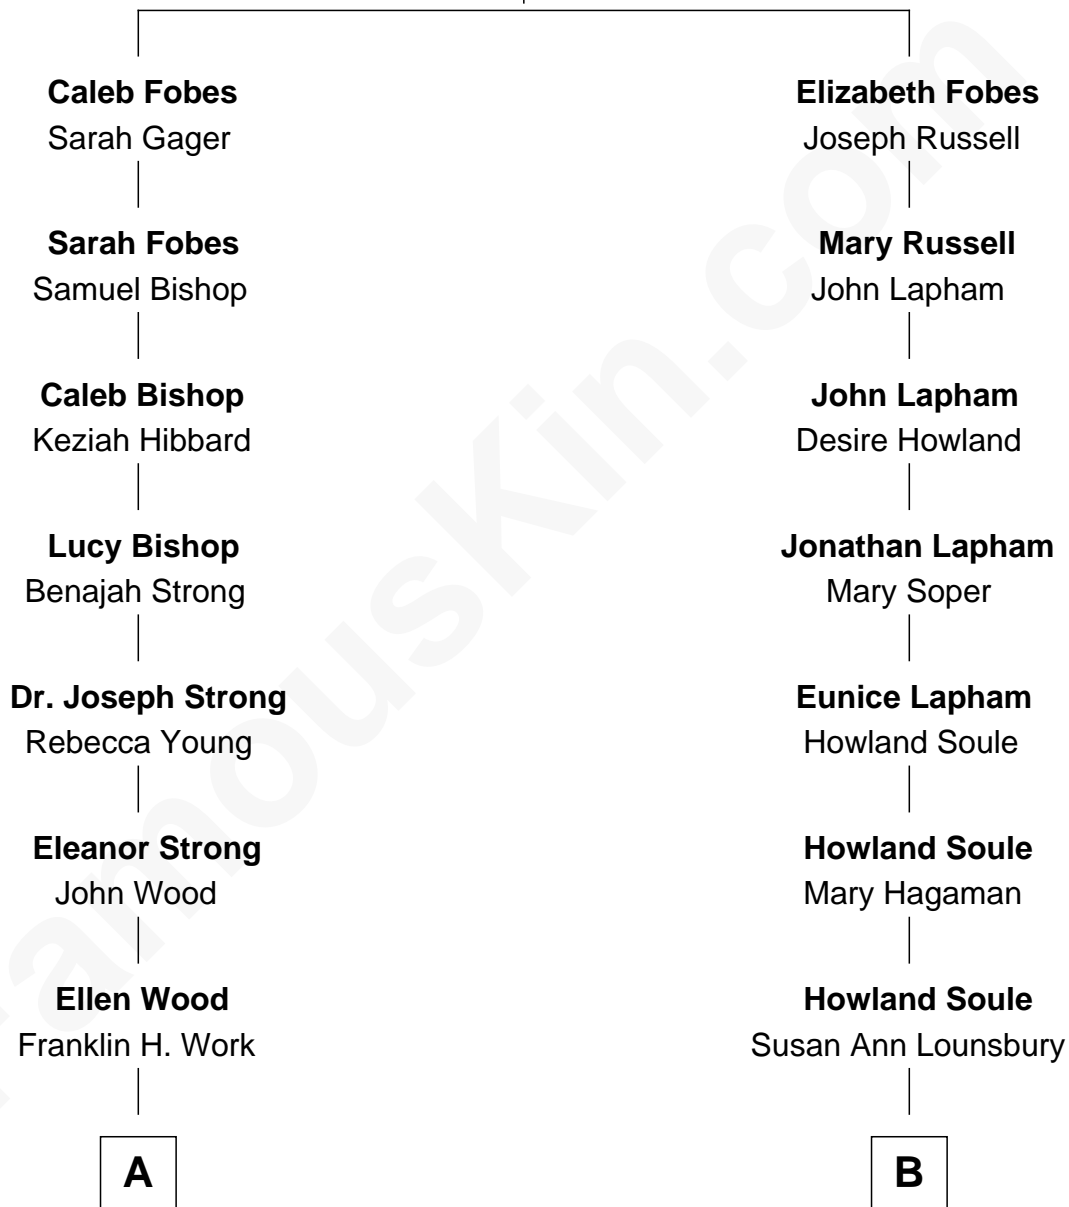 Caleb Fobes
Sarah Gager
Elizabeth Fobes
Joseph Russell
Sarah Fobes
Samuel Bishop
Mary Russell
John Lapham
Caleb Bishop
Keziah Hibbard
John Lapham
Desire Howland
Lucy Bishop
Benajah Strong
Jonathan Lapham
Mary Soper
Dr. Joseph Strong
Rebecca Young
Eunice Lapham
Howland Soule
Eleanor Strong
John Wood
Howland Soule
Mary Hagaman
Ellen Wood
Franklin H. Work
Howland Soule
Susan Ann Lounsbury
A
B
FamousKin.com